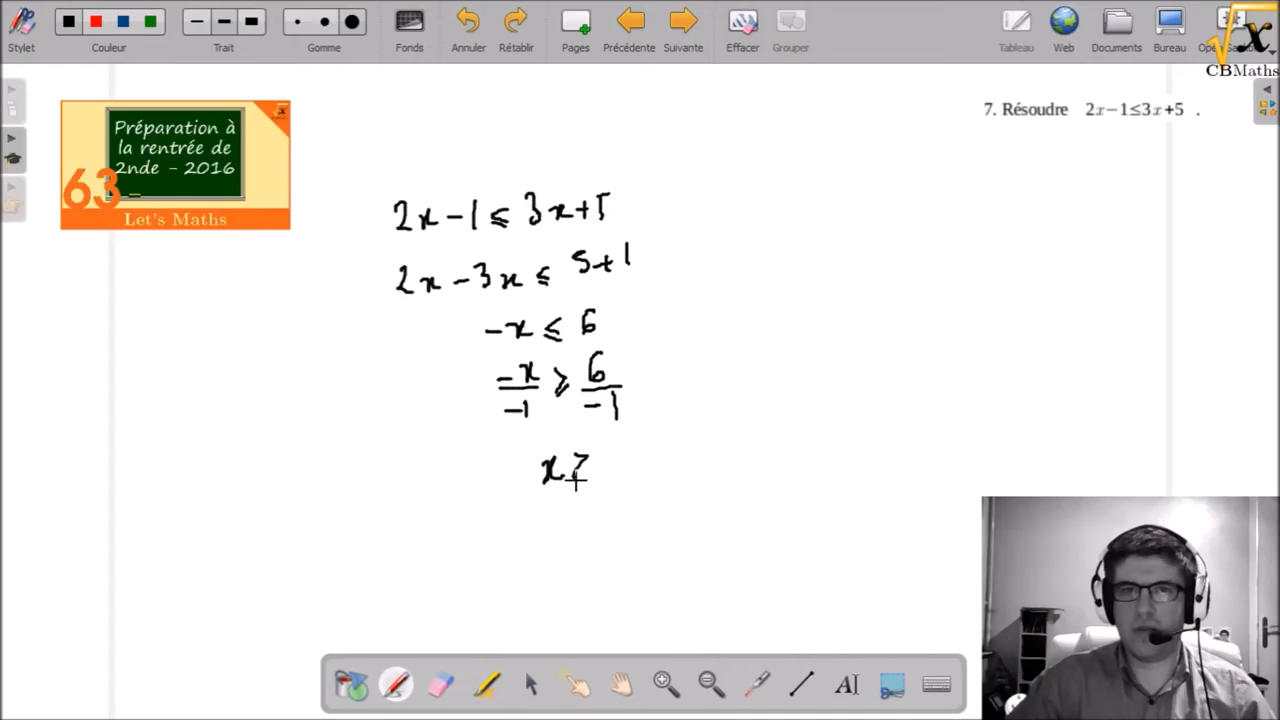 Stylet
Couleur
Trait
Gomme
Fonds
Annuler
Rétablir
Pages
Précédente
Suivante
Effacer
Grouper
Tableau
Web
Documents
Bureau
x
CBMaths
Préparation à
la rentrée de
2nde - 2016
63
Let's Maths
7. Résoudre 2x−1≤3x+5 .
2x − 1 ≤ 3x + 5
2x − 3x ≤ 5 + 1
−x ≤ 6
−x/−1 ≥ 6/−1
x ≥
AI